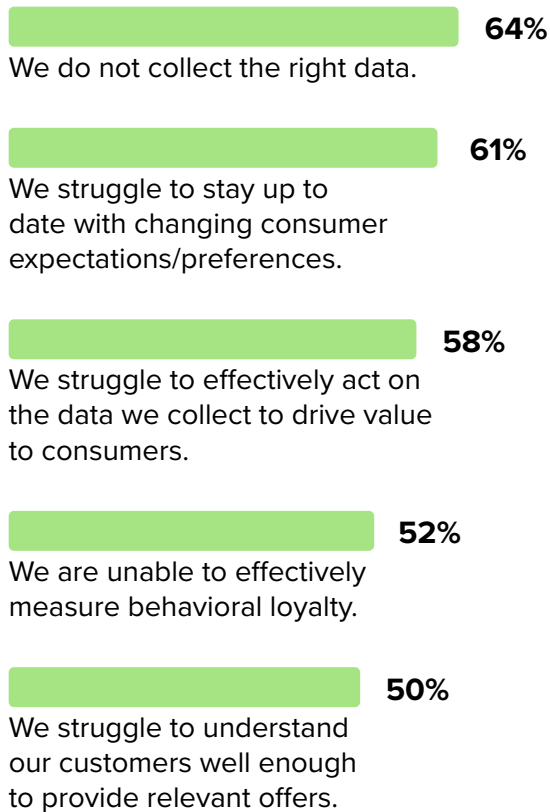 64%
We do not collect the right data.
61%
We struggle to stay up to
date with changing consumer
expectations/preferences.
58%
We struggle to effectively act on
the data we collect to drive value
to consumers.
52%
We are unable to effectively
measure behavioral loyalty.
50%
We struggle to understand
our customers well enough
to provide relevant offers.